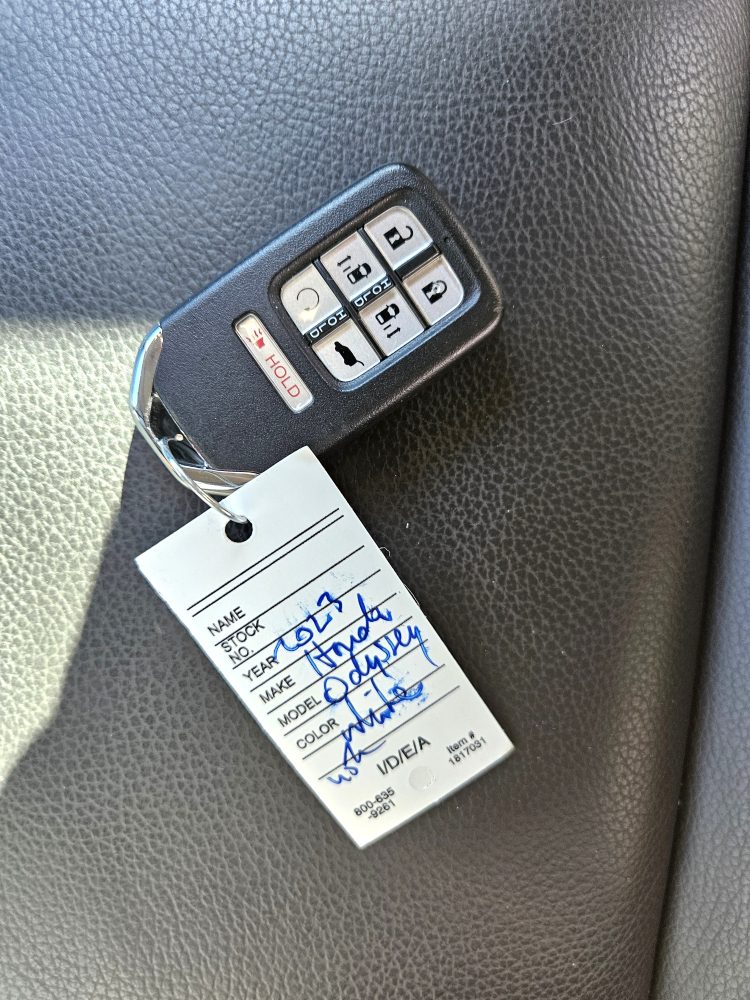 HOLD
HOLD
HOLD
NAME
STOCK
NO.
YEAR 2023
MAKE Honda
MODEL Odyssey
COLOR white
I/D/E/A
800-635
-9261
Item #
1817031